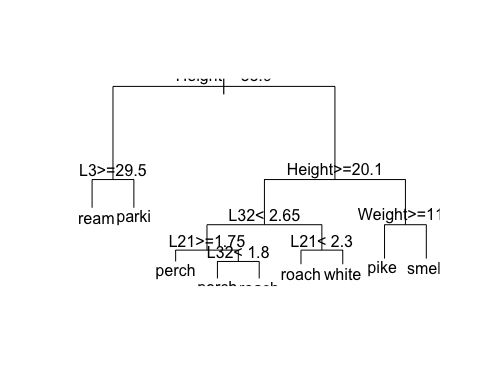 L3>=29.5
Height>=20.1
ream parki
L32< 2.65
Weight>=11
L21>=1.75
L21< 2.3
L32< 1.8
perch
roach white
pike smel